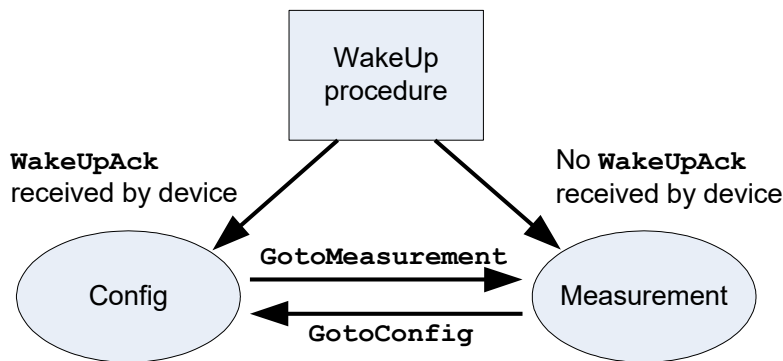 WakeUp
procedure
WakeUpAck
received by device
No WakeUpAck
received by device
GotoMeasurement
Config
Measurement
GotoConfig